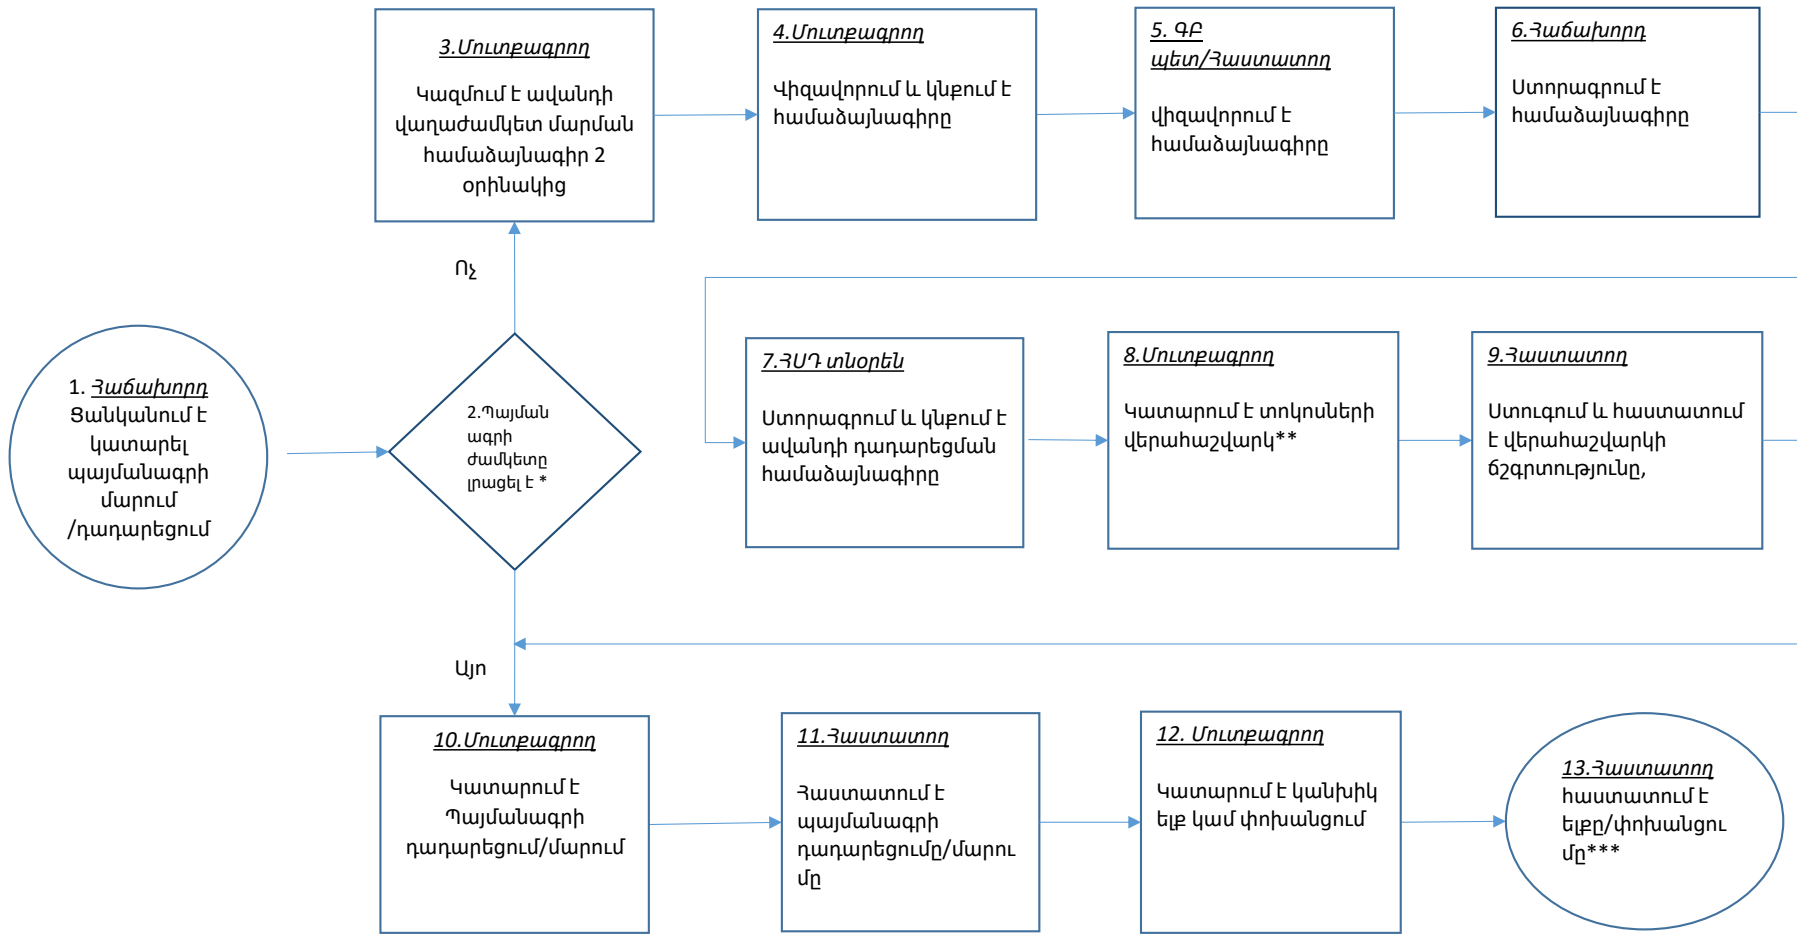 3.Մուտքագրող
Կազմում է ավանդի
վաղաժամկետ մարման
համաձայնագիր 2
օրինակից
4.Մուտքագրող
Վիզավորում և կնքում է
համաձայնագիրը
5. ԳԲ
պետ/Հաստատող
վիզավորում է
համաձայնագիրը
6.Հաճախորդ
Ստորագրում է
համաձայնագիրը
Ոչ
1. Հաճախորդ
Ցանկանում է
կատարել
պայմանագրի
մարում
/դադարեցում
2.Պայման
ագրի
ժամկետը
լրացել է *
7.ՀՍԴ տնօրեն
Ստորագրում և կնքում է
ավանդի դադարեցման
համաձայնագիրը
8.Մուտքագրող
Կատարում է տոկոսների
վերահաշվարկ**
9.Հաստատող
Ստուգում և հաստատում
է վերահաշվարկի
ճշգրտությունը,
Այո
10.Մուտքագրող
Կատարում է
Պայմանագրի
դադարեցում/մարում
11.Հաստատող
Հաստատում է
պայմանագրի
դադարեցումը/մարու
մը
12. Մուտքագրող
Կատարում է կանխիկ
ելք կամ փոխանցում
13.Հաստատող
հաստատում է
ելքը/փոխանցու
մը***